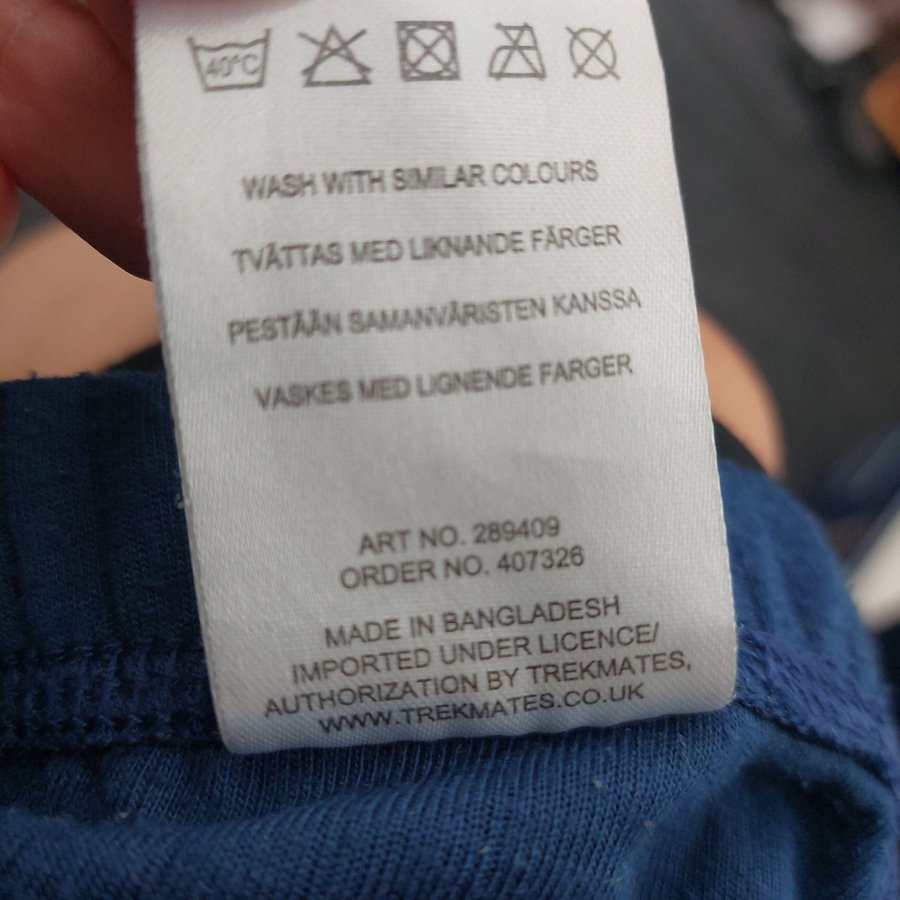 40°C
WASH WITH SIMILAR COLOURS
TVÄTTAS MED LIKNANDE FÄRGER
PESTÄÄN SAMANVÄRISTEN KANSSA
VASKES MED LIGNENDE FARGER
ART NO. 289409
ORDER NO. 407326
MADE IN BANGLADESH
IMPORTED UNDER LICENCE/
AUTHORIZATION BY TREKMATES,
WWW.TREKMATES.CO.UK